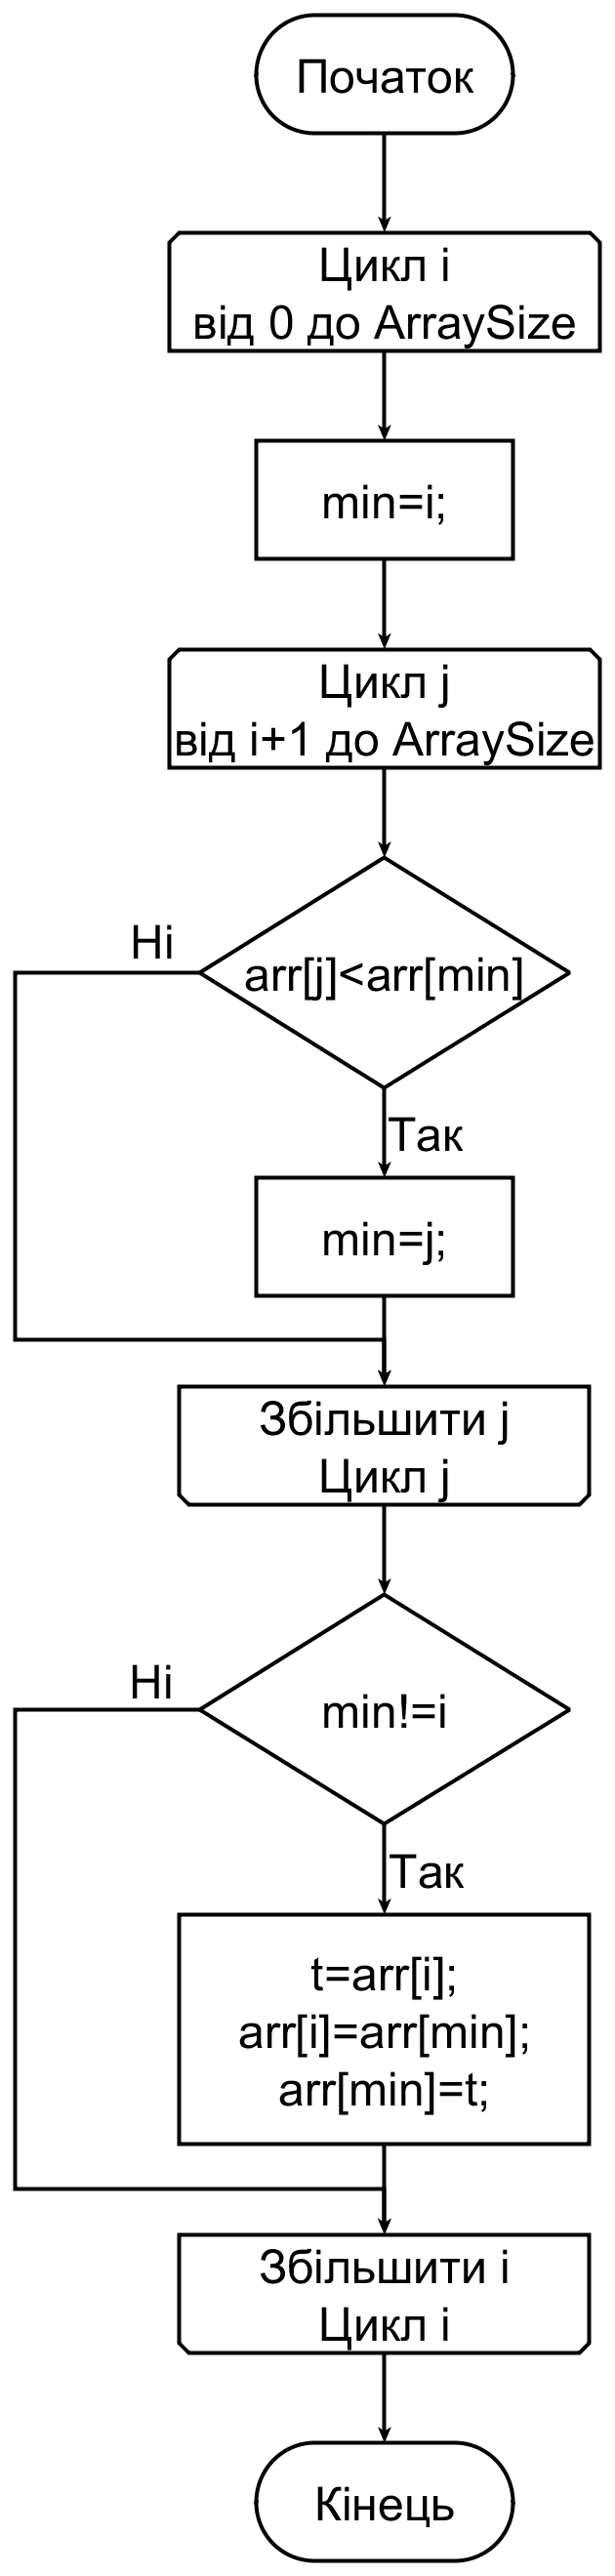 Початок
Цикл i
від 0 до ArraySize
min=i;
Цикл j
від i+1 до ArraySize
Ні
arr[j]<arr[min]
Так
min=j;
Збільшити j
Цикл j
Ні
min!=i
Так
t=arr[i];
arr[i]=arr[min];
arr[min]=t;
Збільшити i
Цикл i
Кінець